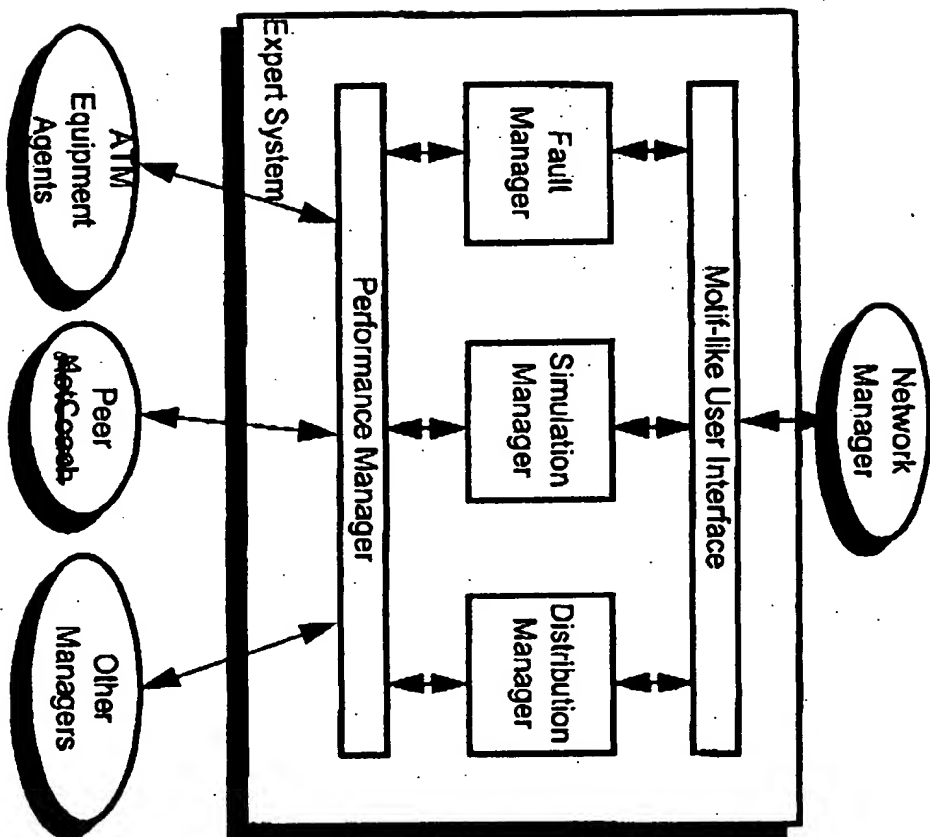 Network
Manager
Motif-like User Interface
Fault
Manager
Simulation
Manager
Distribution
Manager
Performance Manager
Expert System
ATM
Equipment
Agents
Peer
NetCoach
Other
Managers